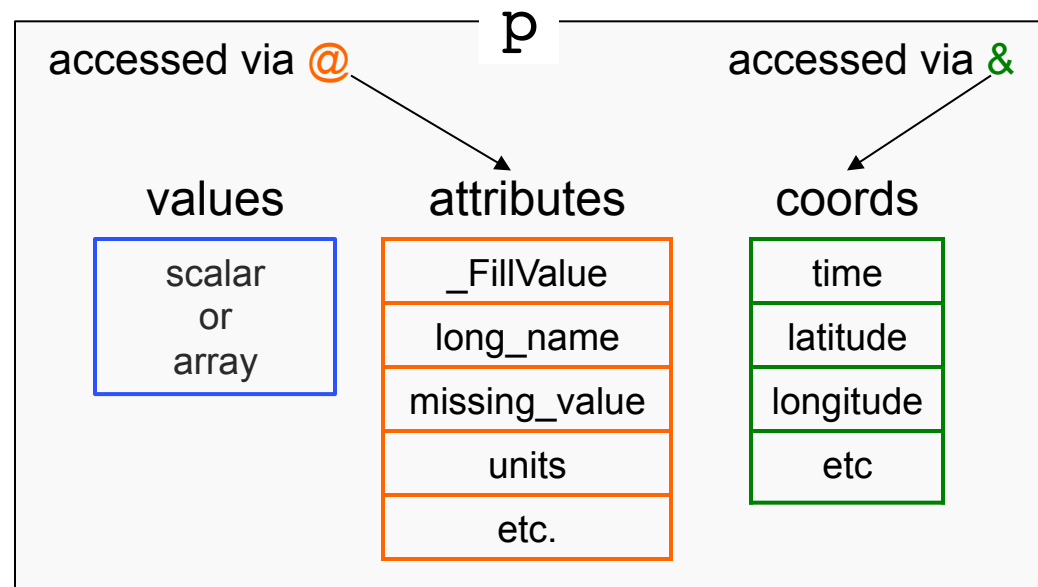 p
accessed via @
accessed via &
values
scalar
or
array
attributes
_FillValue
long_name
missing_value
units
etc.
coords
time
latitude
longitude
etc